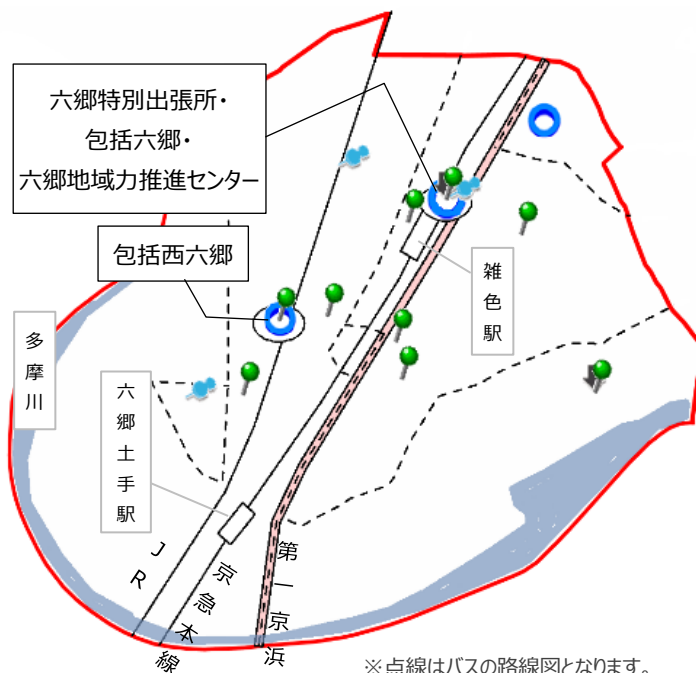 六郷特別出張所・
包括六郷・
六郷地域力推進センター
包括西六郷
雑色駅
多摩川
六郷土手駅
JR
京急本線
第一京浜
※点線はバスの路線図となります。